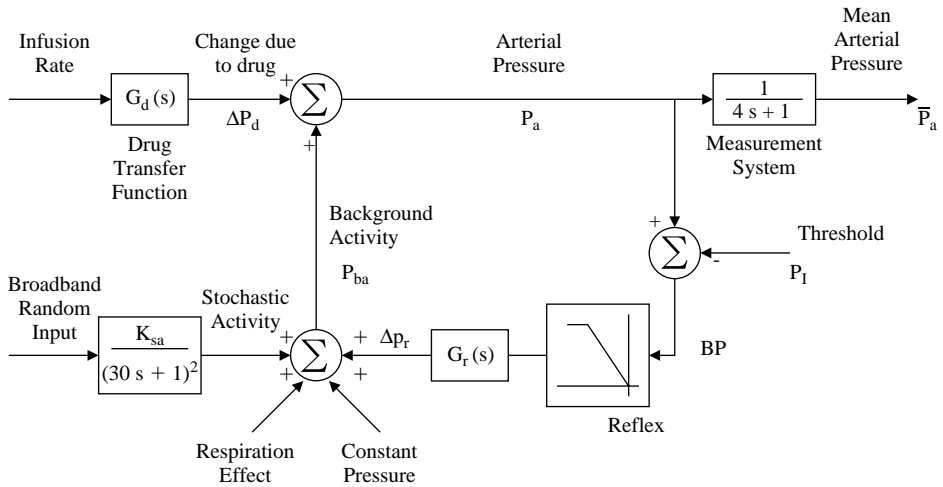 Infusion
Rate
G_d(s)
Drug
Transfer
Function
Change due
to drug
ΔP_d
+
+
Σ
Arterial
Pressure
P_a
1
4 s + 1
Measurement
System
Mean
Arterial
Pressure
P̅_a
Background
Activity
P_ba
+
Σ
-
Threshold
P_I
Broadband
Random
Input
K_sa
(30 s + 1)^2
Stochastic
Activity
+
+
+
+
Σ
Δp_r
G_r(s)
BP
Reflex
Respiration
Effect
Constant
Pressure